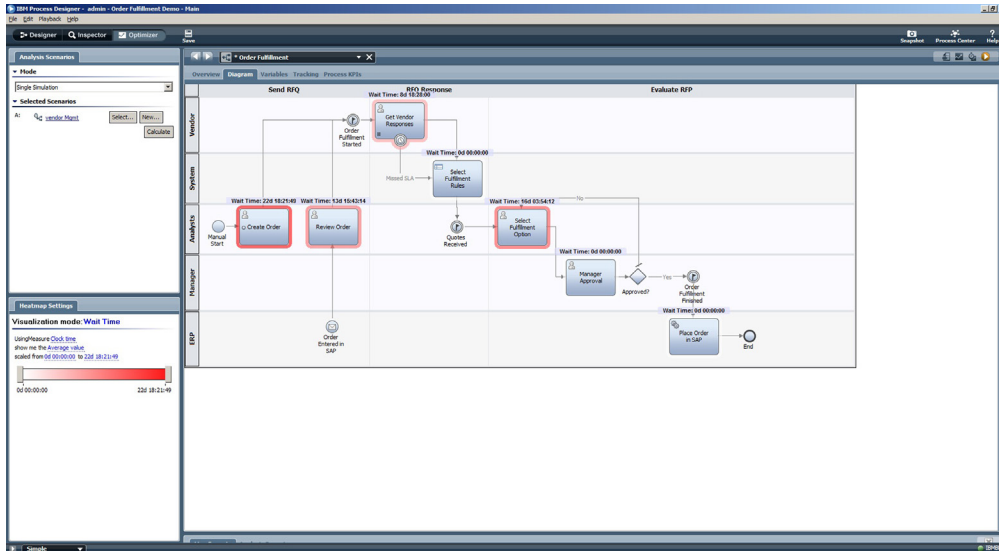 IBM Process Designer - admin - Order Fulfillment Demo - Main
File Edit Playback Help
Designer Inspector Optimizer
Save
Snapshot Process Center Help
Analysis Scenarios
Mode
Single Simulation
Selected Scenarios
A: vendor Mgmt Select... New...
Calculate
* Order Fulfillment
Overview Diagram Variables Tracking Process KPIs
Send RFQ RFQ Response Evaluate RFP
Vendor
Wait Time: 8d 18:28:00
Get Vendor
Responses
Order
Fulfillment
Started
System
Wait Time: 0d 00:00:00
Missed SLA
Select
Fulfillment
Rules
Analysts
Manual
Start
Wait Time: 22d 18:21:49
Create Order
Wait Time: 13d 15:43:14
Review Order
Quotes
Received
Wait Time: 16d 03:54:12
Select
Fulfillment
Option
No
Manager
Wait Time: 0d 00:00:00
Manager
Approval
Approved?
Yes
Order
Fulfillment
Finished
ERP
Order
Entered in
SAP
Wait Time: 0d 00:00:00
Place Order
in SAP
End
Heatmap Settings
Visualization mode: Wait Time
UsingMeasure Clock time
show me the Average value
scaled from 0d 00:00:00 to 22d 18:21:49
0d 00:00:00 22d 18:21:49
Simple